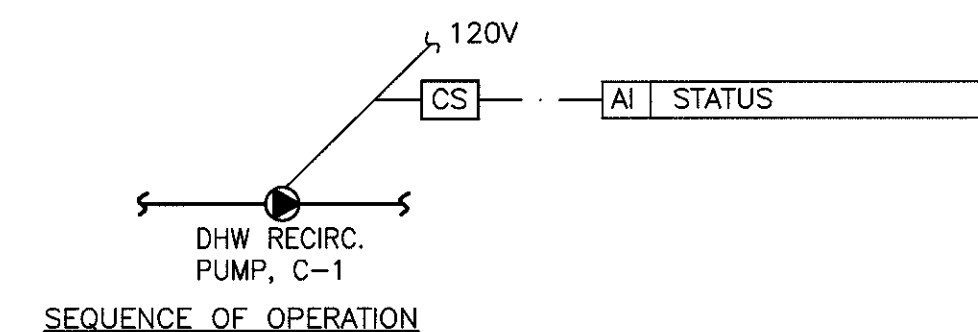 120V
CS
AI STATUS
DHW RECIRC.
PUMP, C-1
SEQUENCE OF OPERATION